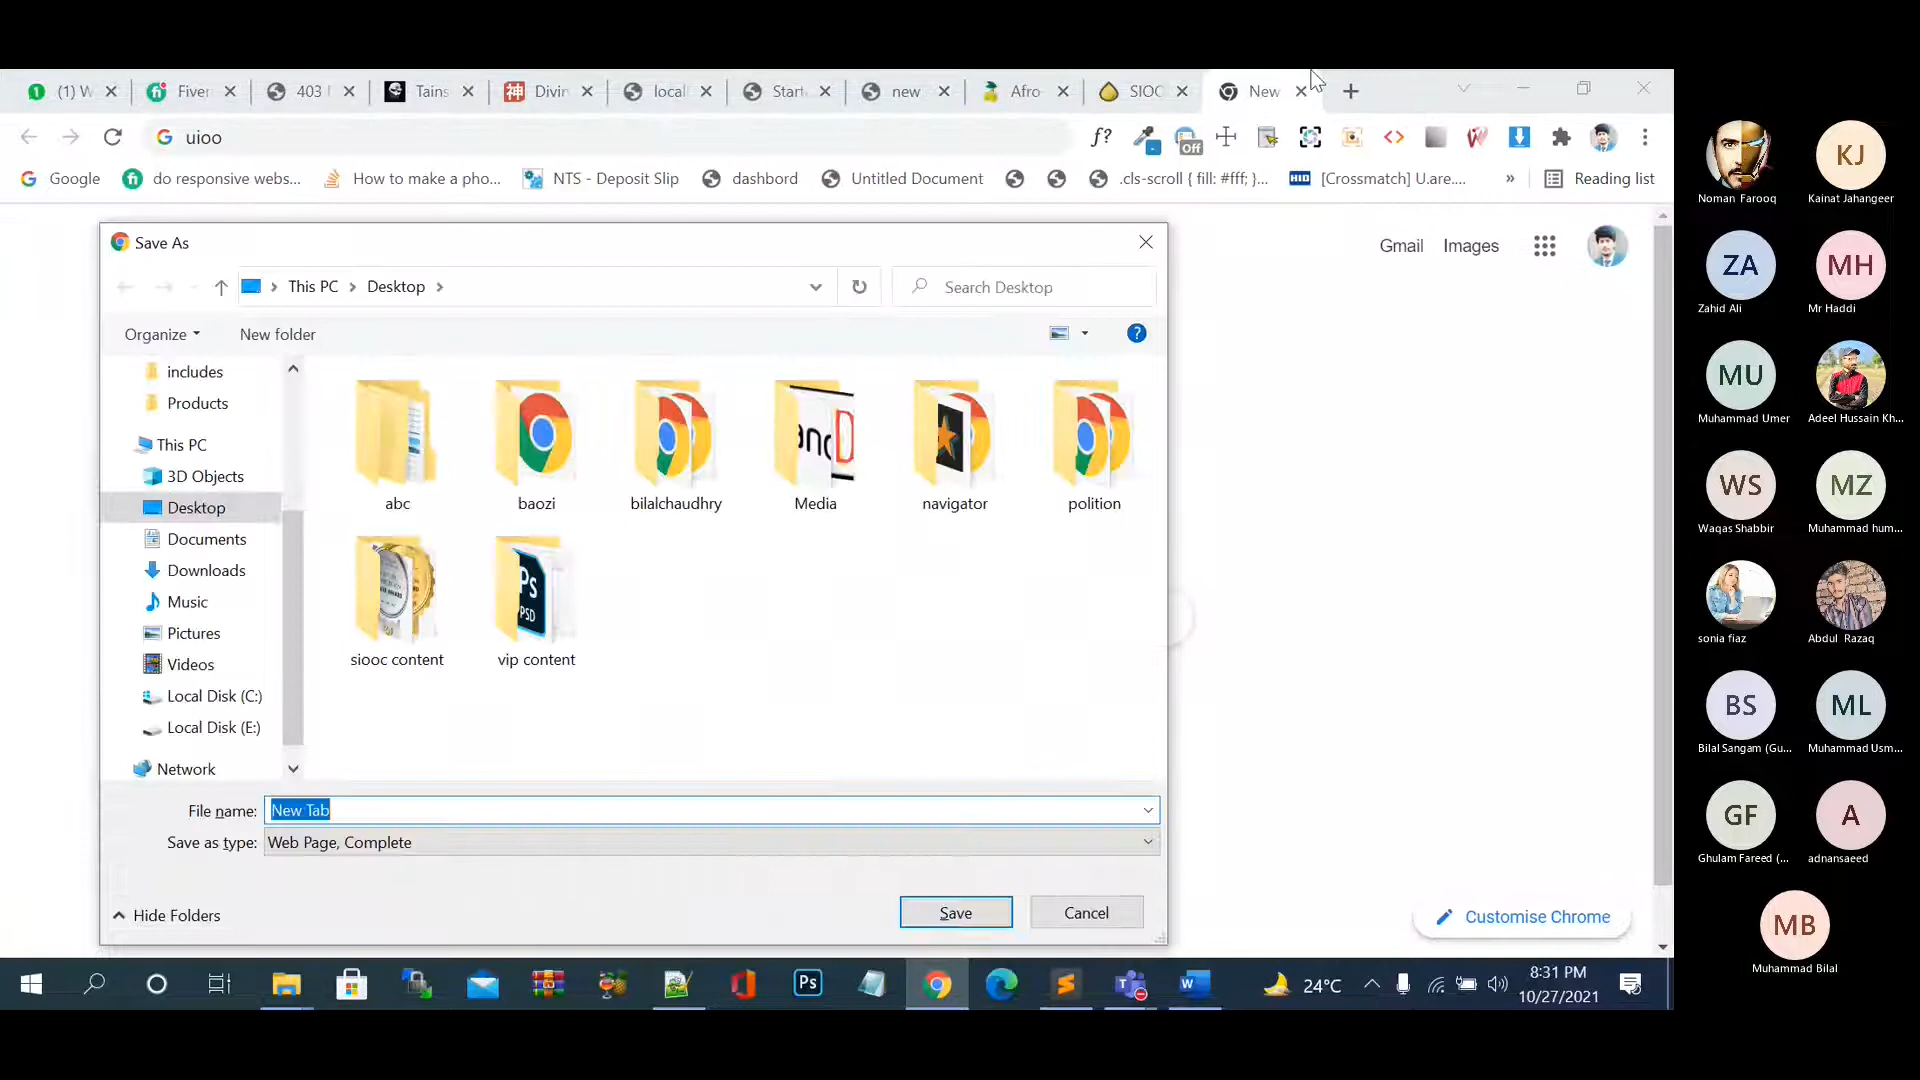 (1) W
Fiver
403
Tains
Divin
local
Start
new
Afro
SIOC
New
uioo
f?
Off
Google
do responsive webs...
How to make a pho...
NTS - Deposit Slip
dashbord
Untitled Document
.cls-scroll { fill: #fff; }...
HID
[Crossmatch] U.are....
»
Reading list
Save As
Gmail
Images
This PC
Desktop
Search Desktop
Organize
New folder
includes
Products
This PC
3D Objects
Desktop
Documents
Downloads
Music
Pictures
Videos
Local Disk (C:)
Local Disk (E:)
Network
abc
baozi
bilalchaudhry
Media
navigator
polition
siooc content
vip content
File name:
New Tab
Save as type:
Web Page, Complete
Hide Folders
Save
Cancel
Customise Chrome
24°C
8:31 PM
10/27/2021
Noman Farooq
KJ
Kainat Jahangeer
ZA
Zahid Ali
MH
Mr Haddi
MU
Muhammad Umer
Adeel Hussain Kh...
WS
Waqas Shabbir
MZ
Muhammad hum...
sonia fiaz
Abdul Razaq
BS
Bilal Sangam (Gu...
ML
Muhammad Usm...
GF
Ghulam Fareed (...
A
adnansaeed
MB
Muhammad Bilal